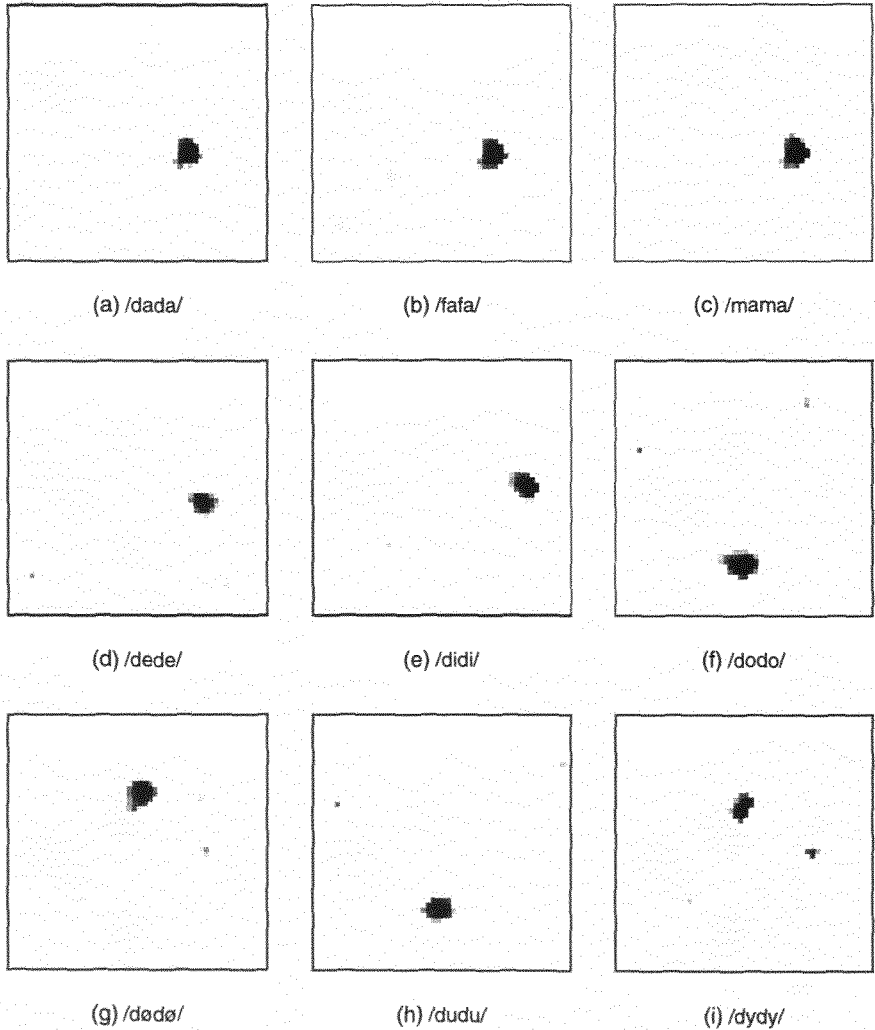 (a) /dada/ (b) /fafa/ (c) /mama/
(d) /dede/ (e) /didi/ (f) /dodo/
(g) /dødø/ (h) /dudu/ (i) /dydy/